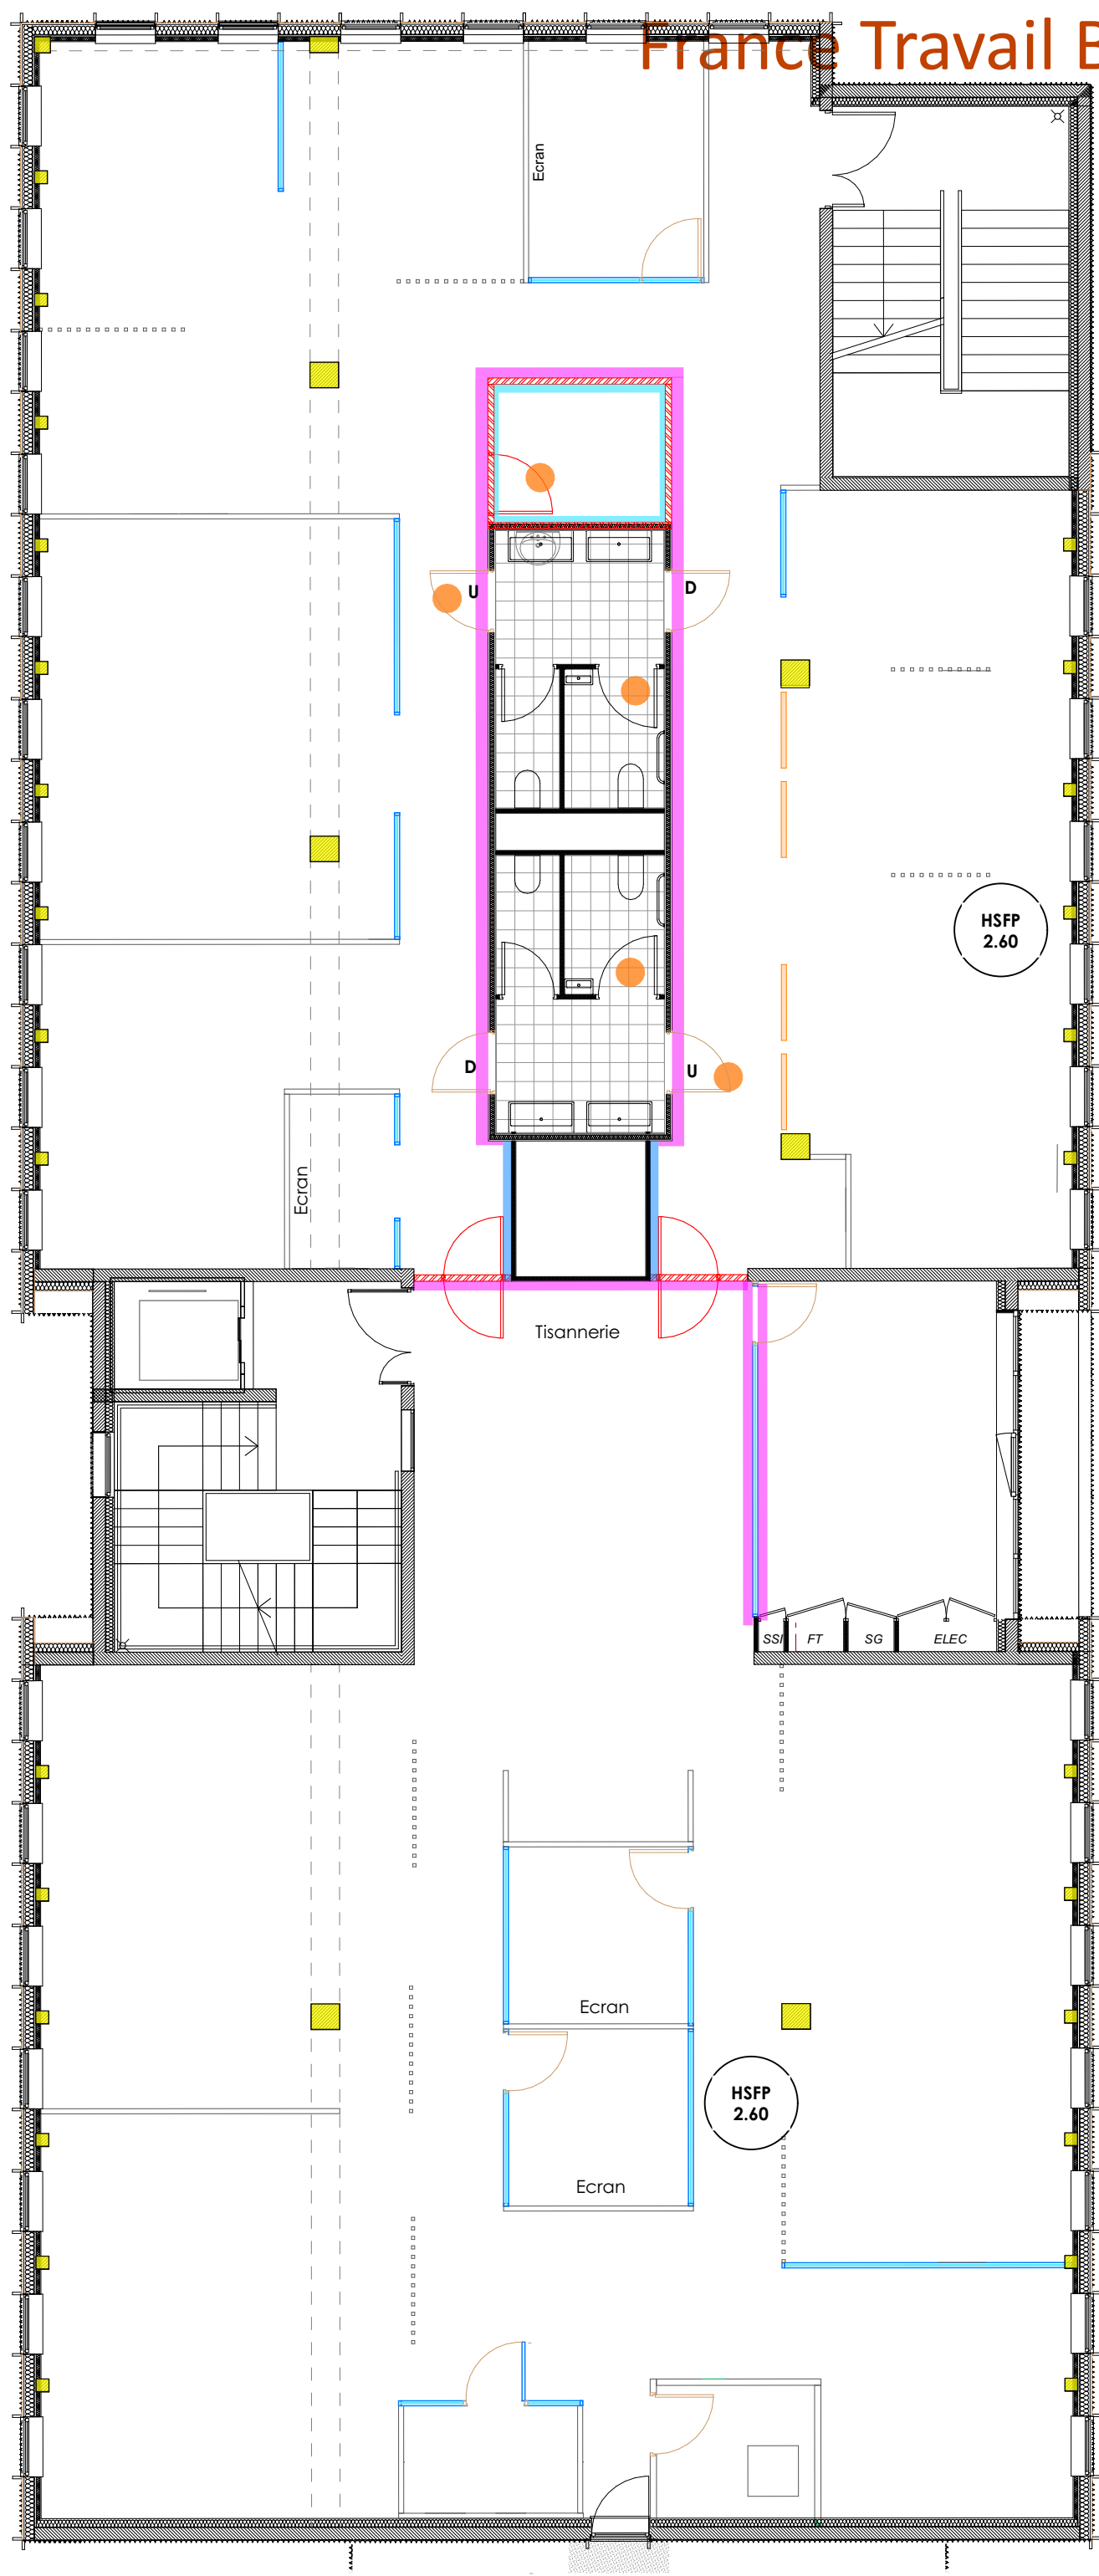 France Travail B
Ecran
U
D
HSFP
2.60
D
U
Ecran
Tisannerie
SSI
FT
SG
ELEC
Ecran
HSFP
2.60
Ecran